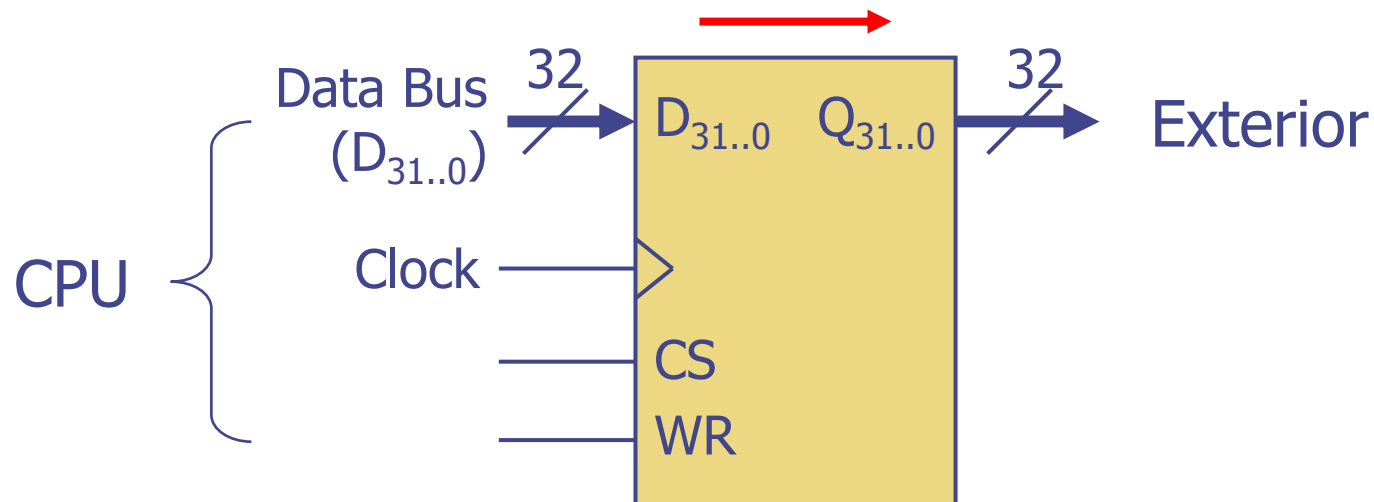 32
32
Data Bus
(D31..0)
D31..0
Q31..0
Exterior
CPU
Clock
CS
WR